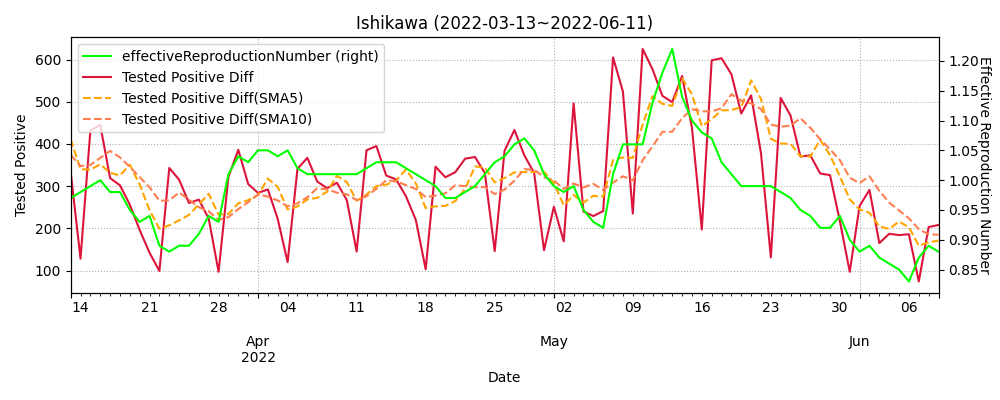 Ishikawa (2022-03-13~2022-06-11)
effectiveReproductionNumber (right)
Tested Positive Diff
Tested Positive Diff(SMA5)
Tested Positive Diff(SMA10)
Tested Positive
600
500
400
300
200
100
1.20
1.15
1.10
1.05
1.00
0.95
0.90
0.85
Effective Reproduction Number
14 21 28 04 11 18 25 02 09 16 23 30 06
Apr May Jun
2022
Date